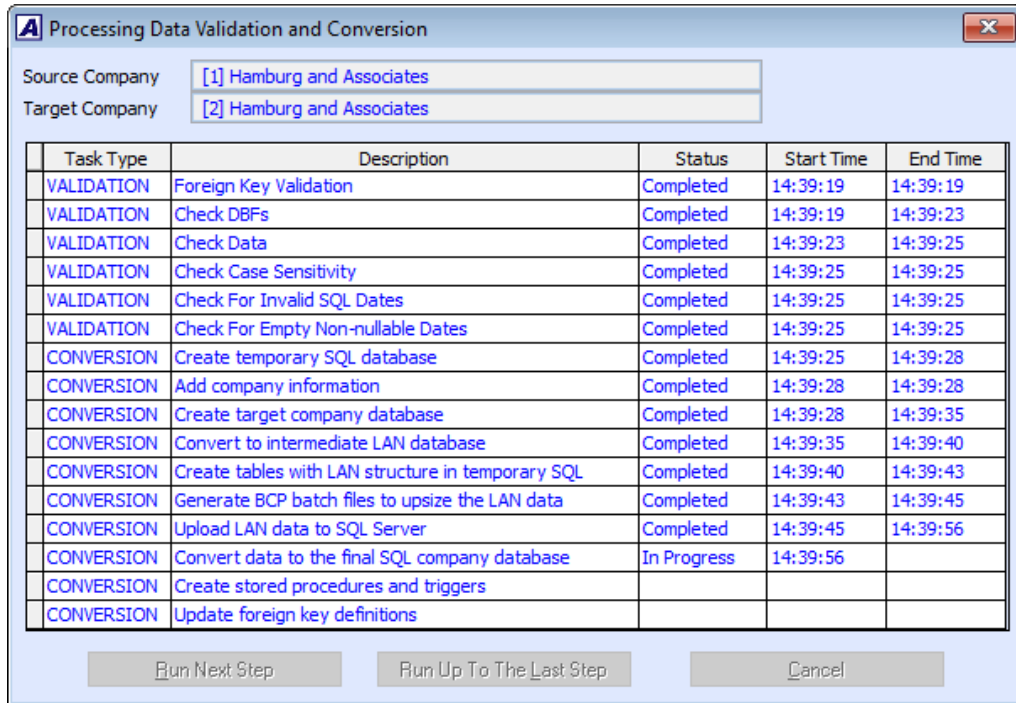 Processing Data Validation and Conversion
Source Company [1] Hamburg and Associates
Target Company [2] Hamburg and Associates
Task Type Description Status Start Time End Time
VALIDATION Foreign Key Validation Completed 14:39:19 14:39:19
VALIDATION Check DBFs Completed 14:39:19 14:39:23
VALIDATION Check Data Completed 14:39:23 14:39:25
VALIDATION Check Case Sensitivity Completed 14:39:25 14:39:25
VALIDATION Check For Invalid SQL Dates Completed 14:39:25 14:39:25
VALIDATION Check For Empty Non-nullable Dates Completed 14:39:25 14:39:25
CONVERSION Create temporary SQL database Completed 14:39:25 14:39:28
CONVERSION Add company information Completed 14:39:28 14:39:28
CONVERSION Create target company database Completed 14:39:28 14:39:35
CONVERSION Convert to intermediate LAN database Completed 14:39:35 14:39:40
CONVERSION Create tables with LAN structure in temporary SQL Completed 14:39:40 14:39:43
CONVERSION Generate BCP batch files to upsize the LAN data Completed 14:39:43 14:39:45
CONVERSION Upload LAN data to SQL Server Completed 14:39:45 14:39:56
CONVERSION Convert data to the final SQL company database In Progress 14:39:56
CONVERSION Create stored procedures and triggers
CONVERSION Update foreign key definitions
Run Next Step Run Up To The Last Step Cancel